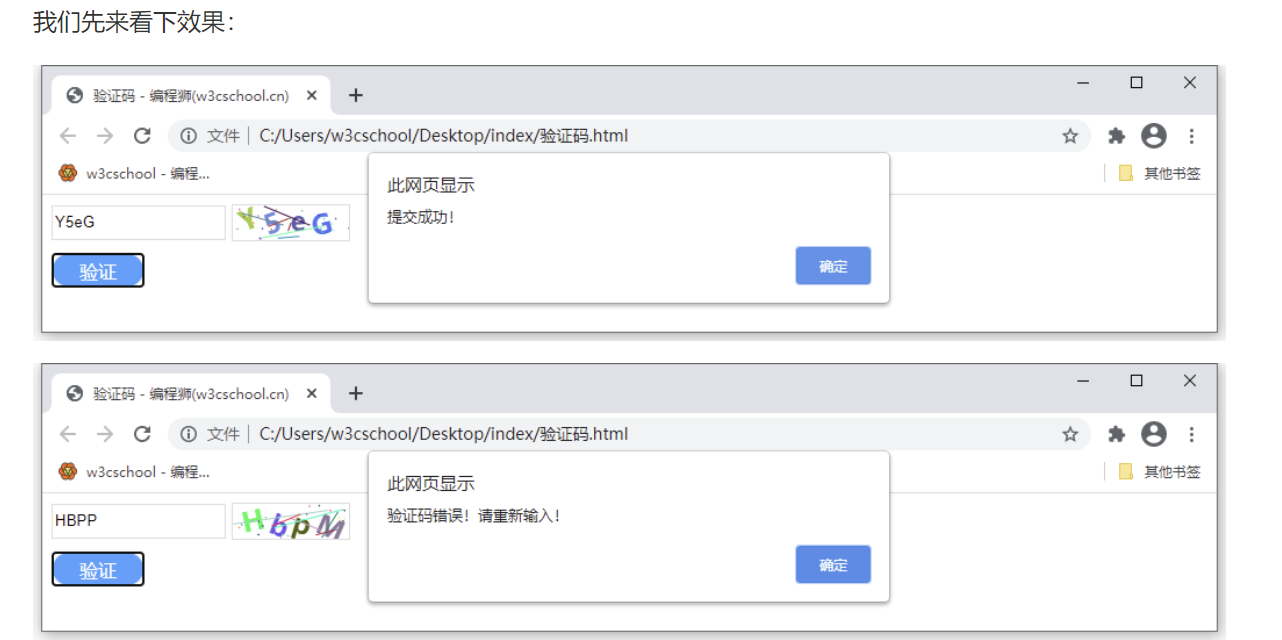 我们先来看下效果：
验证码 - 编程狮(w3cschool.cn)
文件 C:/Users/w3cschool/Desktop/index/验证码.html
w3cschool - 编程...
其他书签
此网页显示
提交成功！
确定
Y5eG
Y5eG
验证
验证码 - 编程狮(w3cschool.cn)
文件 C:/Users/w3cschool/Desktop/index/验证码.html
w3cschool - 编程...
其他书签
此网页显示
验证码错误！请重新输入！
确定
HBPP
HbpM
验证